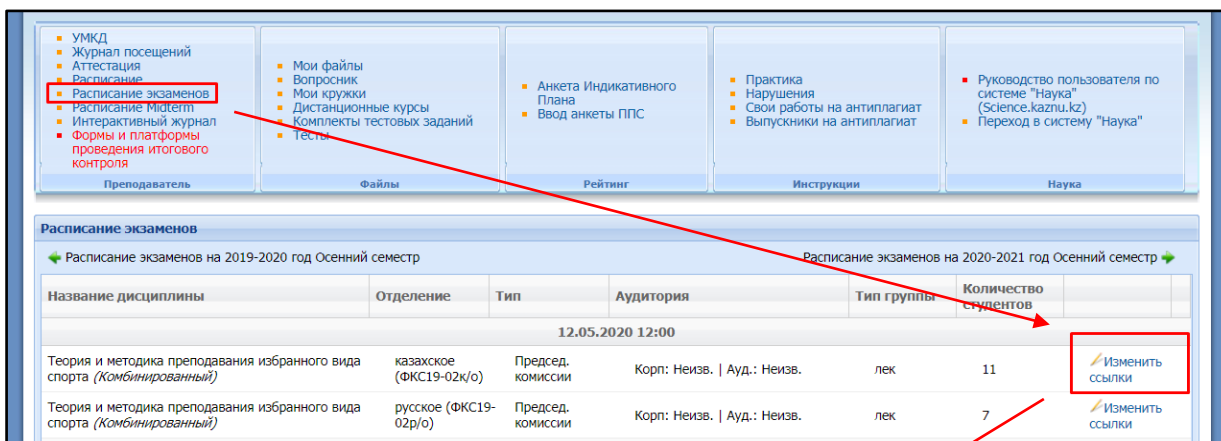 УМКД
Журнал посещений
Аттестация
Расписание
Расписание экзаменов
Расписание Midterm
Интерактивный журнал
Формы и платформы
проведения итогового
контроля
Преподаватель
Мои файлы
Вопросник
Мои кружки
Дистанционные курсы
Комплекты тестовых заданий
Тесты
Файлы
Анкета Индикативного
Плана
Ввод анкеты ППС
Рейтинг
Практика
Нарушения
Свои работы на антиплагиат
Выпускники на антиплагиат
Инструкции
Руководство пользователя по
системе "Наука"
(Science.kaznu.kz)
Переход в систему "Наука"
Наука
Расписание экзаменов
Расписание экзаменов на 2019-2020 год Осенний семестр
Расписание экзаменов на 2020-2021 год Осенний семестр
Название дисциплины Отделение Тип Аудитория Тип группы Количество
студентов
12.05.2020 12:00
Теория и методика преподавания избранного вида казахское Председ. Корп: Неизв. | Ауд.: Неизв. лек 11 Изменить
спорта (Комбинированный) (ФКС19-02к/о) комиссии ссылки
Теория и методика преподавания избранного вида русское (ФКС19- Председ. Корп: Неизв. | Ауд.: Неизв. лек 7 Изменить
спорта (Комбинированный) 02р/о) комиссии ссылки